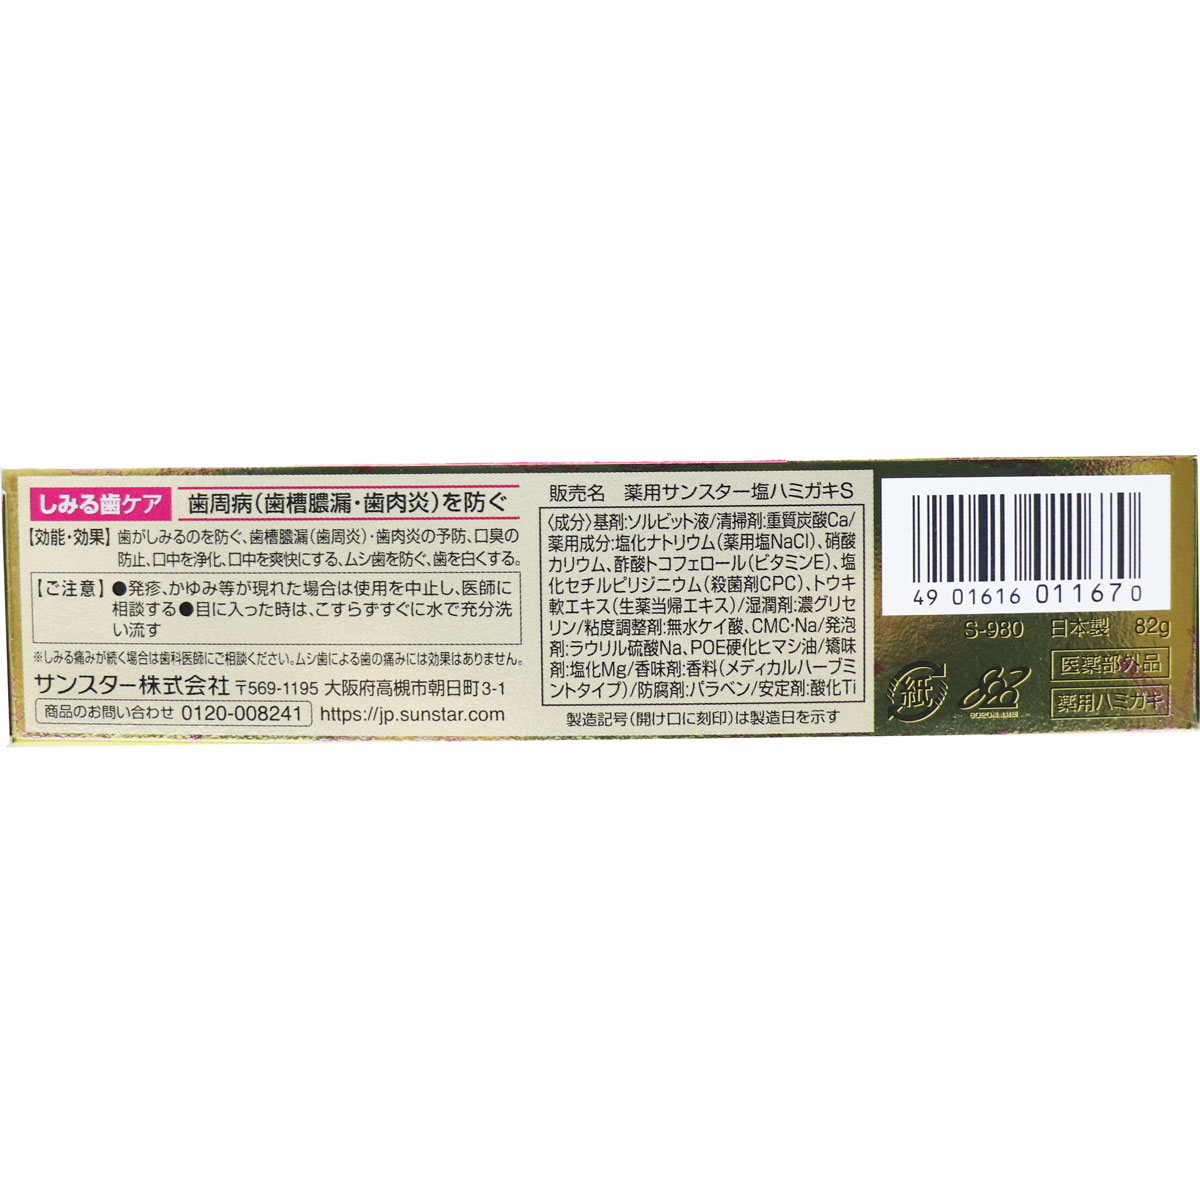 しみる歯ケア 歯周病(歯槽膿漏・歯肉炎)を防ぐ
【効能・効果】歯がしみるのを防ぐ、歯槽膿漏(歯周炎)・歯肉炎の予防、口臭の
防止、口中を浄化、口中を爽快にする、ムシ歯を防ぐ、歯を白くする。
【ご注意】●発疹、かゆみ等が現れた場合は使用を中止し、医師に
相談する●目に入った時は、こすらずすぐに水で充分洗
い流す
※しみる痛みが続く場合は歯科医師にご相談ください。ムシ歯による歯の痛みには効果はありません。
サンスター株式会社 〒569-1195 大阪府高槻市朝日町3-1
商品のお問い合わせ 0120-008241 https://jp.sunstar.com
販売名 薬用サンスター塩ハミガキS
〈成分〉基剤:ソルビット液/清掃剤:重質炭酸Ca/
薬用成分:塩化ナトリウム(薬用塩NaCl)、硝酸
カリウム、酢酸トコフェロール(ビタミンE)、塩
化セチルピリジニウム(殺菌剤CPC)、トウキ
軟エキス(生薬当帰エキス)/湿潤剤:濃グリセ
リン/粘度調整剤:無水ケイ酸、CMC・Na/発泡
剤:ラウリル硫酸Na、POE硬化ヒマシ油/矯味
剤:塩化Mg/香味剤:香料(メディカルハーブミ
ントタイプ)/防腐剤:パラベン/安定剤:酸化Ti
製造記号(開け口に刻印)は製造日を示す
4901616011670
S-980 日本製 82g
医薬部外品
紙
8020
薬用ハミガキ